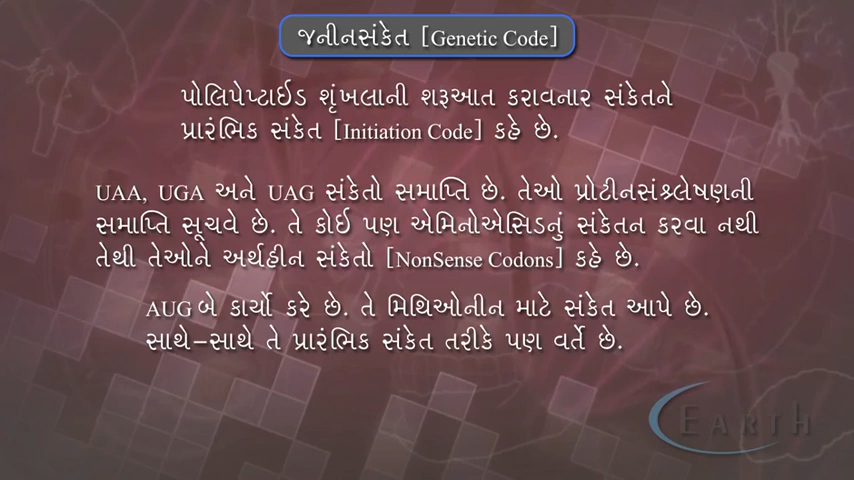 જનીનસંકેત [Genetic Code]
પોલિપેપ્ટાઈડ શૃંખલાની શરૂઆત કરાવનાર સંકેતને
પ્રારંભિક સંકેત [Initiation Code] કહે છે.
UAA, UGA અને UAG સંકેતો સમાપ્તિ છે. તેઓ પ્રોટીનસંશ્લેષણની
સમાપ્તિ સૂચવે છે. તે કોઈ પણ એમિનોએસિડનું સંકેતન કરવા નથી
તેથી તેઓને અર્થહીન સંકેતો [NonSense Codons] કહે છે.
AUG બે કાર્યો કરે છે. તે મિથિઓનીન માટે સંકેત આપે છે.
સાથે–સાથે તે પ્રારંભિક સંકેત તરીકે પણ વર્તે છે.
EARTH